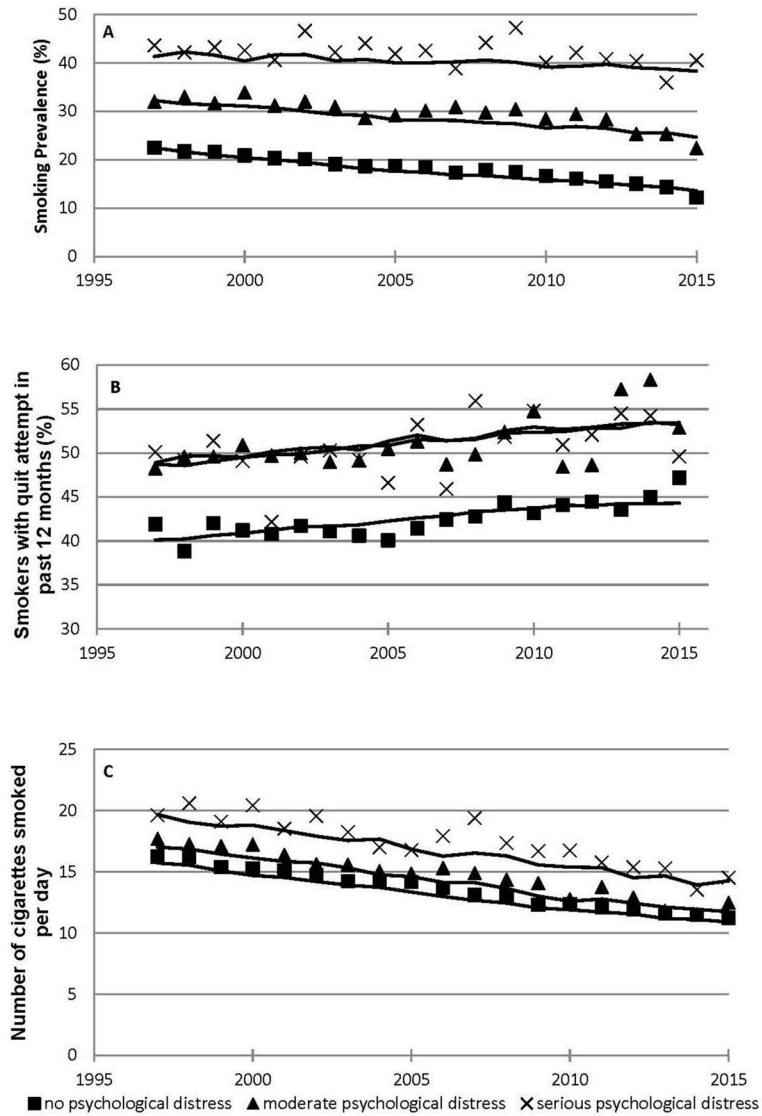 A
Smoking Prevalence (%)
50
40
30
20
10
0
1995 2000 2005 2010 2015
B
Smokers with quit attempt in
past 12 months (%)
60
55
50
45
40
35
30
1995 2000 2005 2010 2015
C
Number of cigarettes smoked
per day
25
20
15
10
5
0
1995 2000 2005 2010 2015
no psychological distress moderate psychological distress serious psychological distress